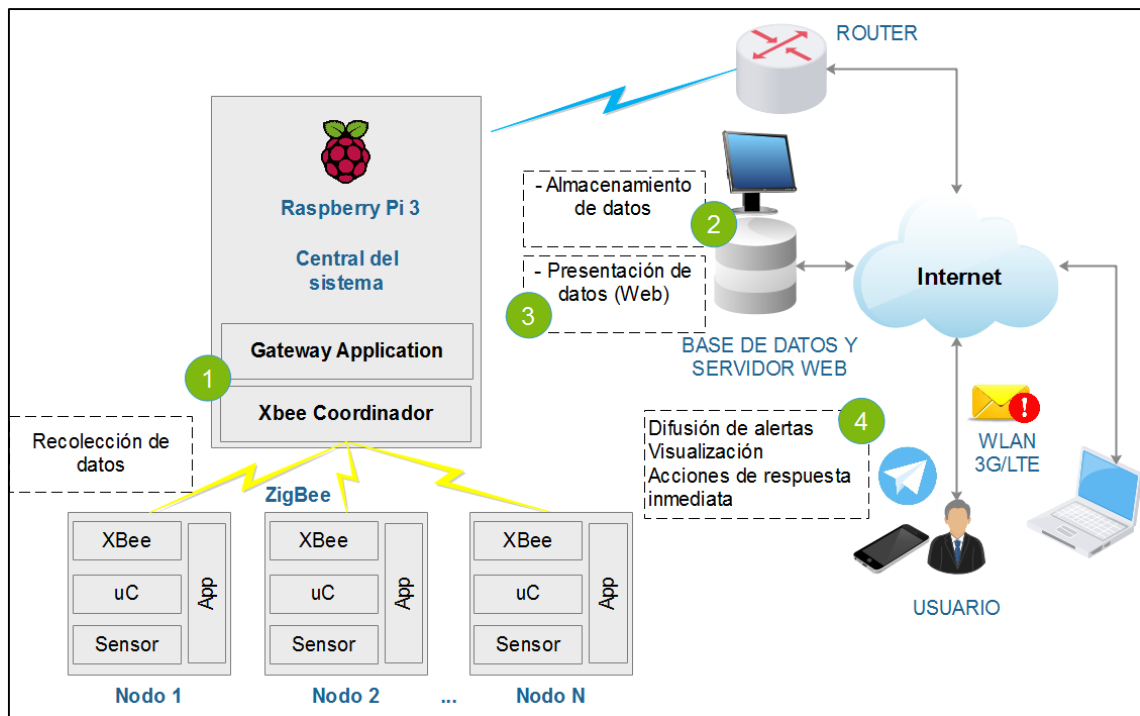 ROUTER
Raspberry Pi 3
Central del
sistema
Gateway Application
1
Xbee Coordinador
- Almacenamiento
de datos
2
- Presentación de
datos (Web)
3
BASE DE DATOS Y
SERVIDOR WEB
Internet
Recolección de
datos
ZigBee
Difusión de alertas
Visualización
Acciones de respuesta
inmediata
4
!
WLAN
3G/LTE
USUARIO
XBee
uC
Sensor
App
Nodo 1
XBee
uC
Sensor
App
Nodo 2
...
XBee
uC
Sensor
App
Nodo N